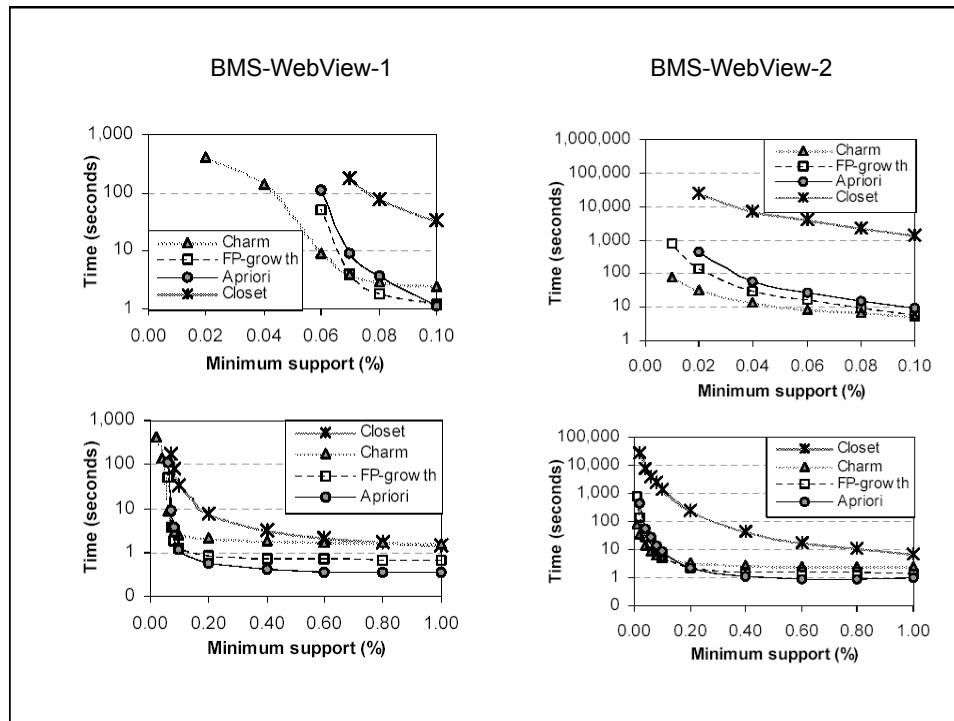 BMS-WebView-1
BMS-WebView-2
1,000
100
10
1
Time (seconds)
Charm
FP-growth
Apriori
Closet
0.00 0.02 0.04 0.06 0.08 0.10
Minimum support (%)
1,000,000
100,000
10,000
1,000
100
10
1
Time (seconds)
Charm
FP-growth
Apriori
Closet
0.00 0.02 0.04 0.06 0.08 0.10
Minimum support (%)
1,000
100
10
1
0
Time (seconds)
Closet
Charm
FP-growth
Apriori
0.00 0.20 0.40 0.60 0.80 1.00
Minimum support (%)
100,000
10,000
1,000
100
10
1
0
Time (seconds)
Closet
Charm
FP-growth
Apriori
0.00 0.20 0.40 0.60 0.80 1.00
Minimum support (%)